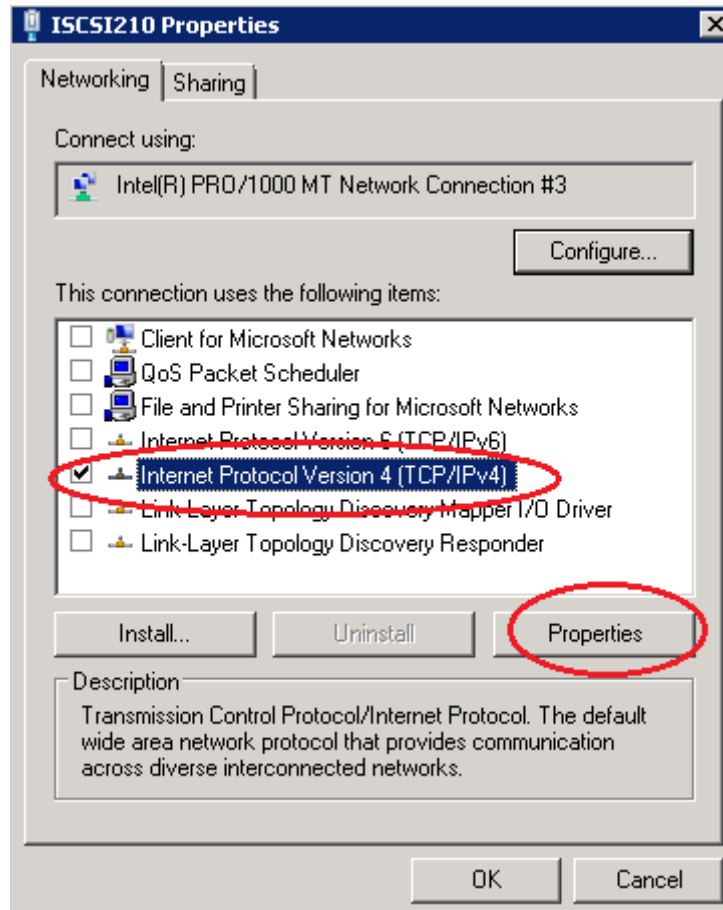 ISCSI210 Properties
Networking
Sharing
Connect using:
Intel(R) PRO/1000 MT Network Connection #3
Configure...
This connection uses the following items:
Client for Microsoft Networks
QoS Packet Scheduler
File and Printer Sharing for Microsoft Networks
Internet Protocol Version 6 (TCP/IPv6)
Internet Protocol Version 4 (TCP/IPv4)
Link-Layer Topology Discovery Mapper I/O Driver
Link-Layer Topology Discovery Responder
Install...
Uninstall
Properties
Description
Transmission Control Protocol/Internet Protocol. The default
wide area network protocol that provides communication
across diverse interconnected networks.
OK
Cancel